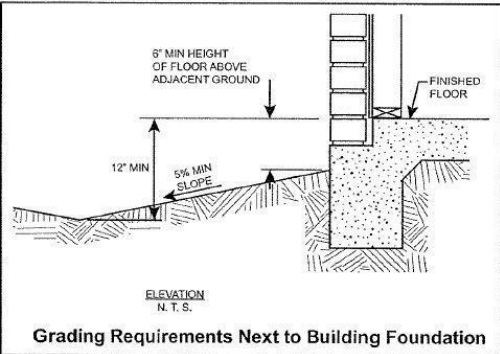 6" MIN HEIGHT
OF FLOOR ABOVE
ADJACENT GROUND
FINISHED
FLOOR
12" MIN
5% MIN
SLOPE
ELEVATION
N. T. S.
Grading Requirements Next to Building Foundation